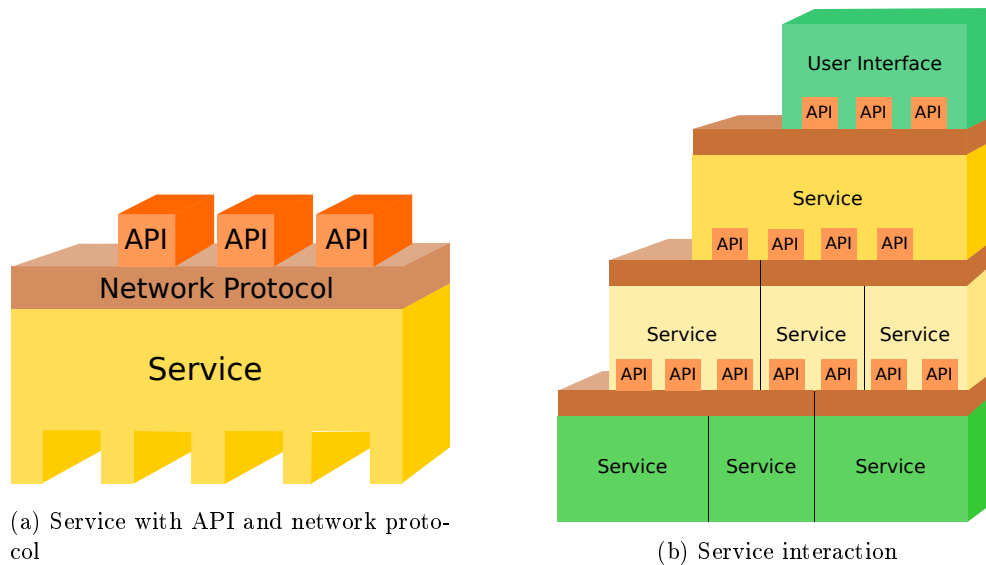 API API API
Network Protocol
Service
(a) Service with API and network proto-
col
User Interface
API API API
Service
API API API API
Service Service Service
API API API API API API API
Service Service Service
(b) Service interaction